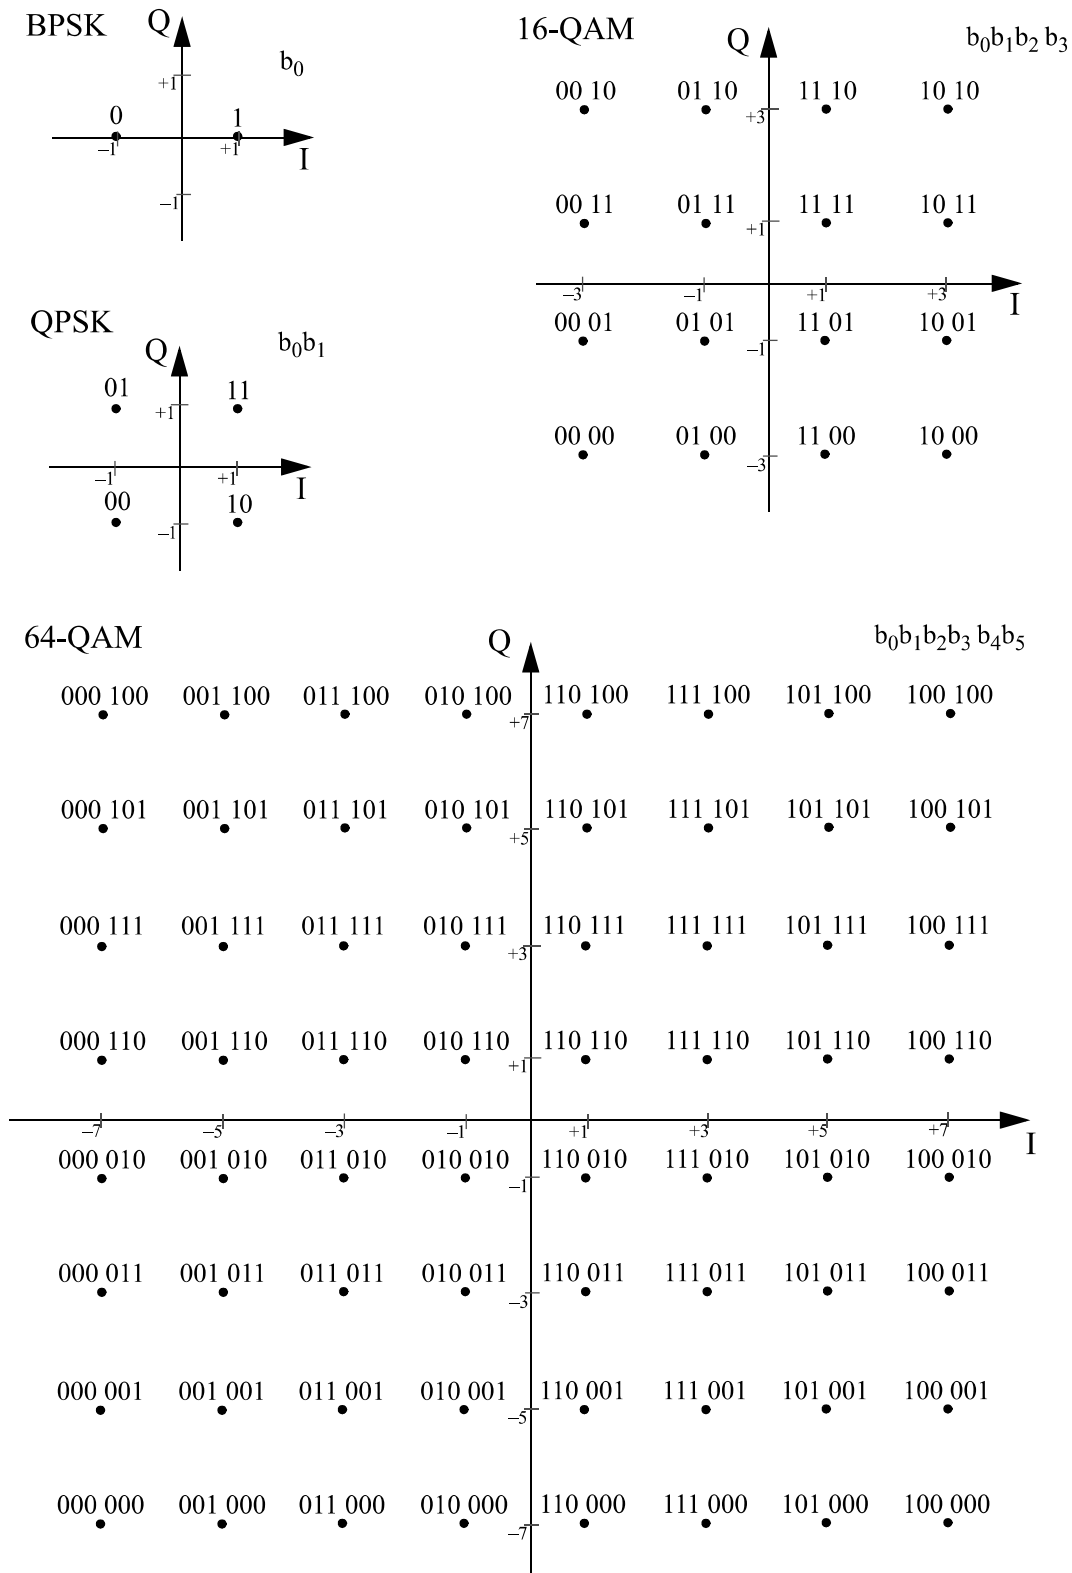 BPSK
Q
b0
+1
0 1
–1 +1
I
–1
16-QAM
Q
b0b1b2 b3
00 10 01 10 11 10 10 10
+3
00 11 01 11 11 11 10 11
+1
–3 –1 +1 +3
I
00 01 01 01 11 01 10 01
–1
00 00 01 00 11 00 10 00
–3
QPSK
Q
b0b1
01 11
+1
–1 +1
I
00 10
–1
64-QAM
Q
b0b1b2b3 b4b5
000 100 001 100 011 100 010 100 110 100 111 100 101 100 100 100
+7
000 101 001 101 011 101 010 101 110 101 111 101 101 101 100 101
+5
000 111 001 111 011 111 010 111 110 111 111 111 101 111 100 111
+3
000 110 001 110 011 110 010 110 110 110 111 110 101 110 100 110
+1
–7 –5 –3 –1 +1 +3 +5 +7
I
000 010 001 010 011 010 010 010 110 010 111 010 101 010 100 010
–1
000 011 001 011 011 011 010 011 110 011 111 011 101 011 100 011
–3
000 001 001 001 011 001 010 001 110 001 111 001 101 001 100 001
–5
000 000 001 000 011 000 010 000 110 000 111 000 101 000 100 000
–7